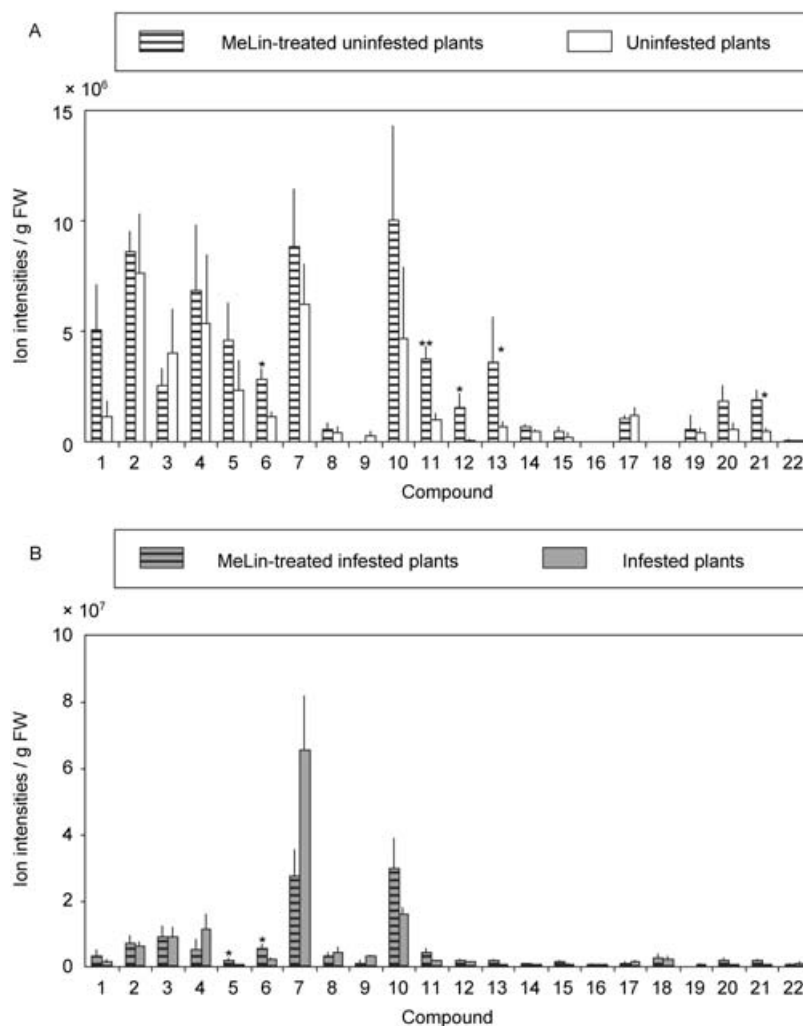 A
MeLin-treated uninfested plants Uninfested plants
× 10⁶
15
10
5
0
Ion intensities / g FW
* ** * * *
1 2 3 4 5 6 7 8 9 10 11 12 13 14 15 16 17 18 19 20 21 22
Compound
B
MeLin-treated infested plants Infested plants
× 10⁷
10
8
6
4
2
0
Ion intensities / g FW
* *
1 2 3 4 5 6 7 8 9 10 11 12 13 14 15 16 17 18 19 20 21 22
Compound